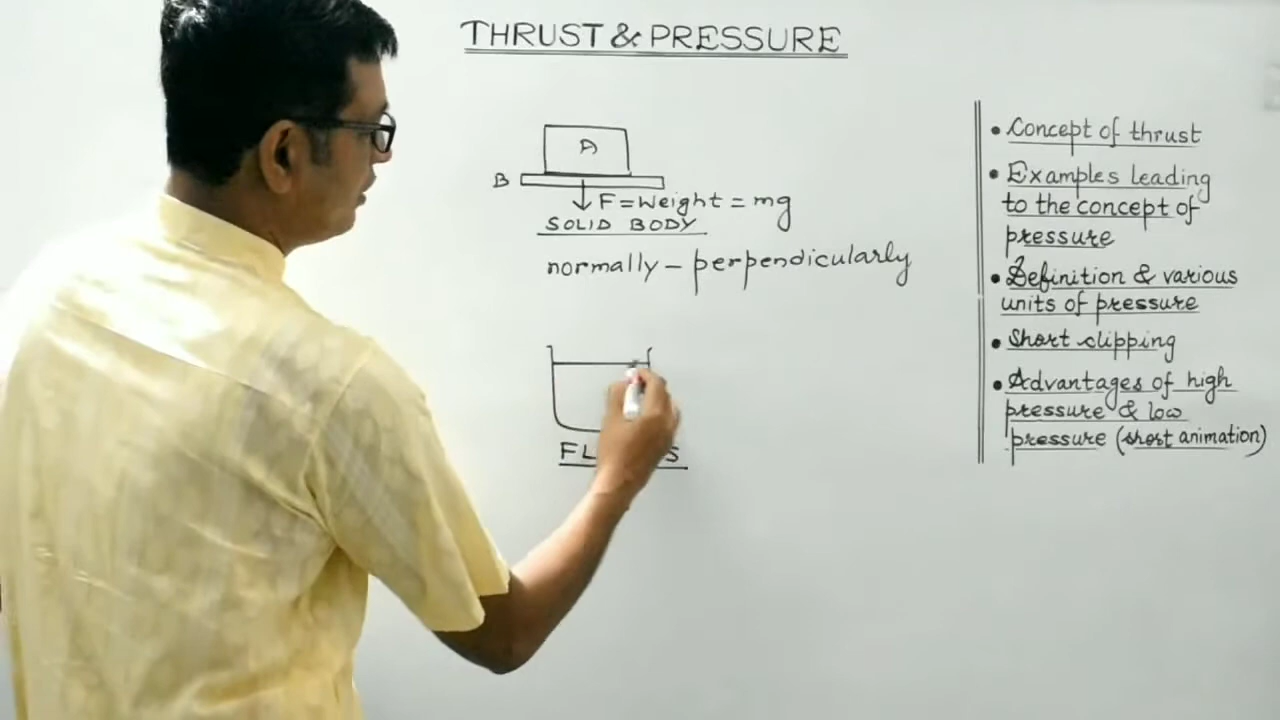 THRUST & PRESSURE
A
B
F = Weight = mg
SOLID BODY
normally – perpendicularly
• Concept of thrust
• Examples leading
to the concept of
pressure
• Definition & various
units of pressure
• Short clipping
• Advantages of high
pressure & low
pressure (short animation)